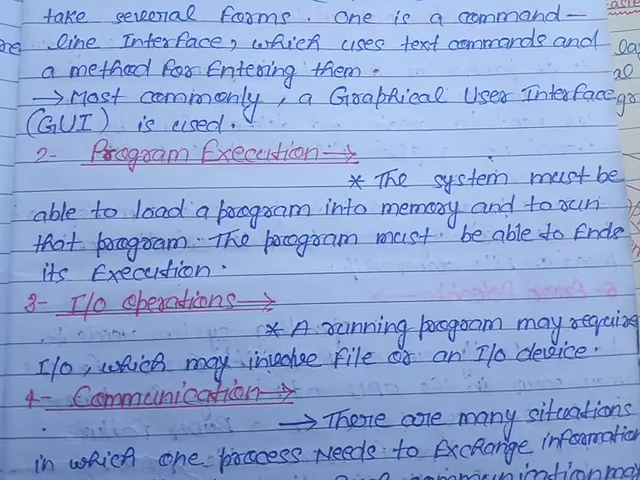 take several forms. One is a command-
line Interface, which uses text commands and
a method for Entering them.
→ Most commonly, a Graphical User Interface
(GUI) is used.
2- Program Execution →
* The system must be
able to load a program into memory and to run
that program. The program must be able to Ends
its Execution.
3- I/O Operations →
* A running program may require
I/O, which may involve File or an I/O device.
4- Communication →
→ There are many situations
in which one process Needs to Exchange information
communication may